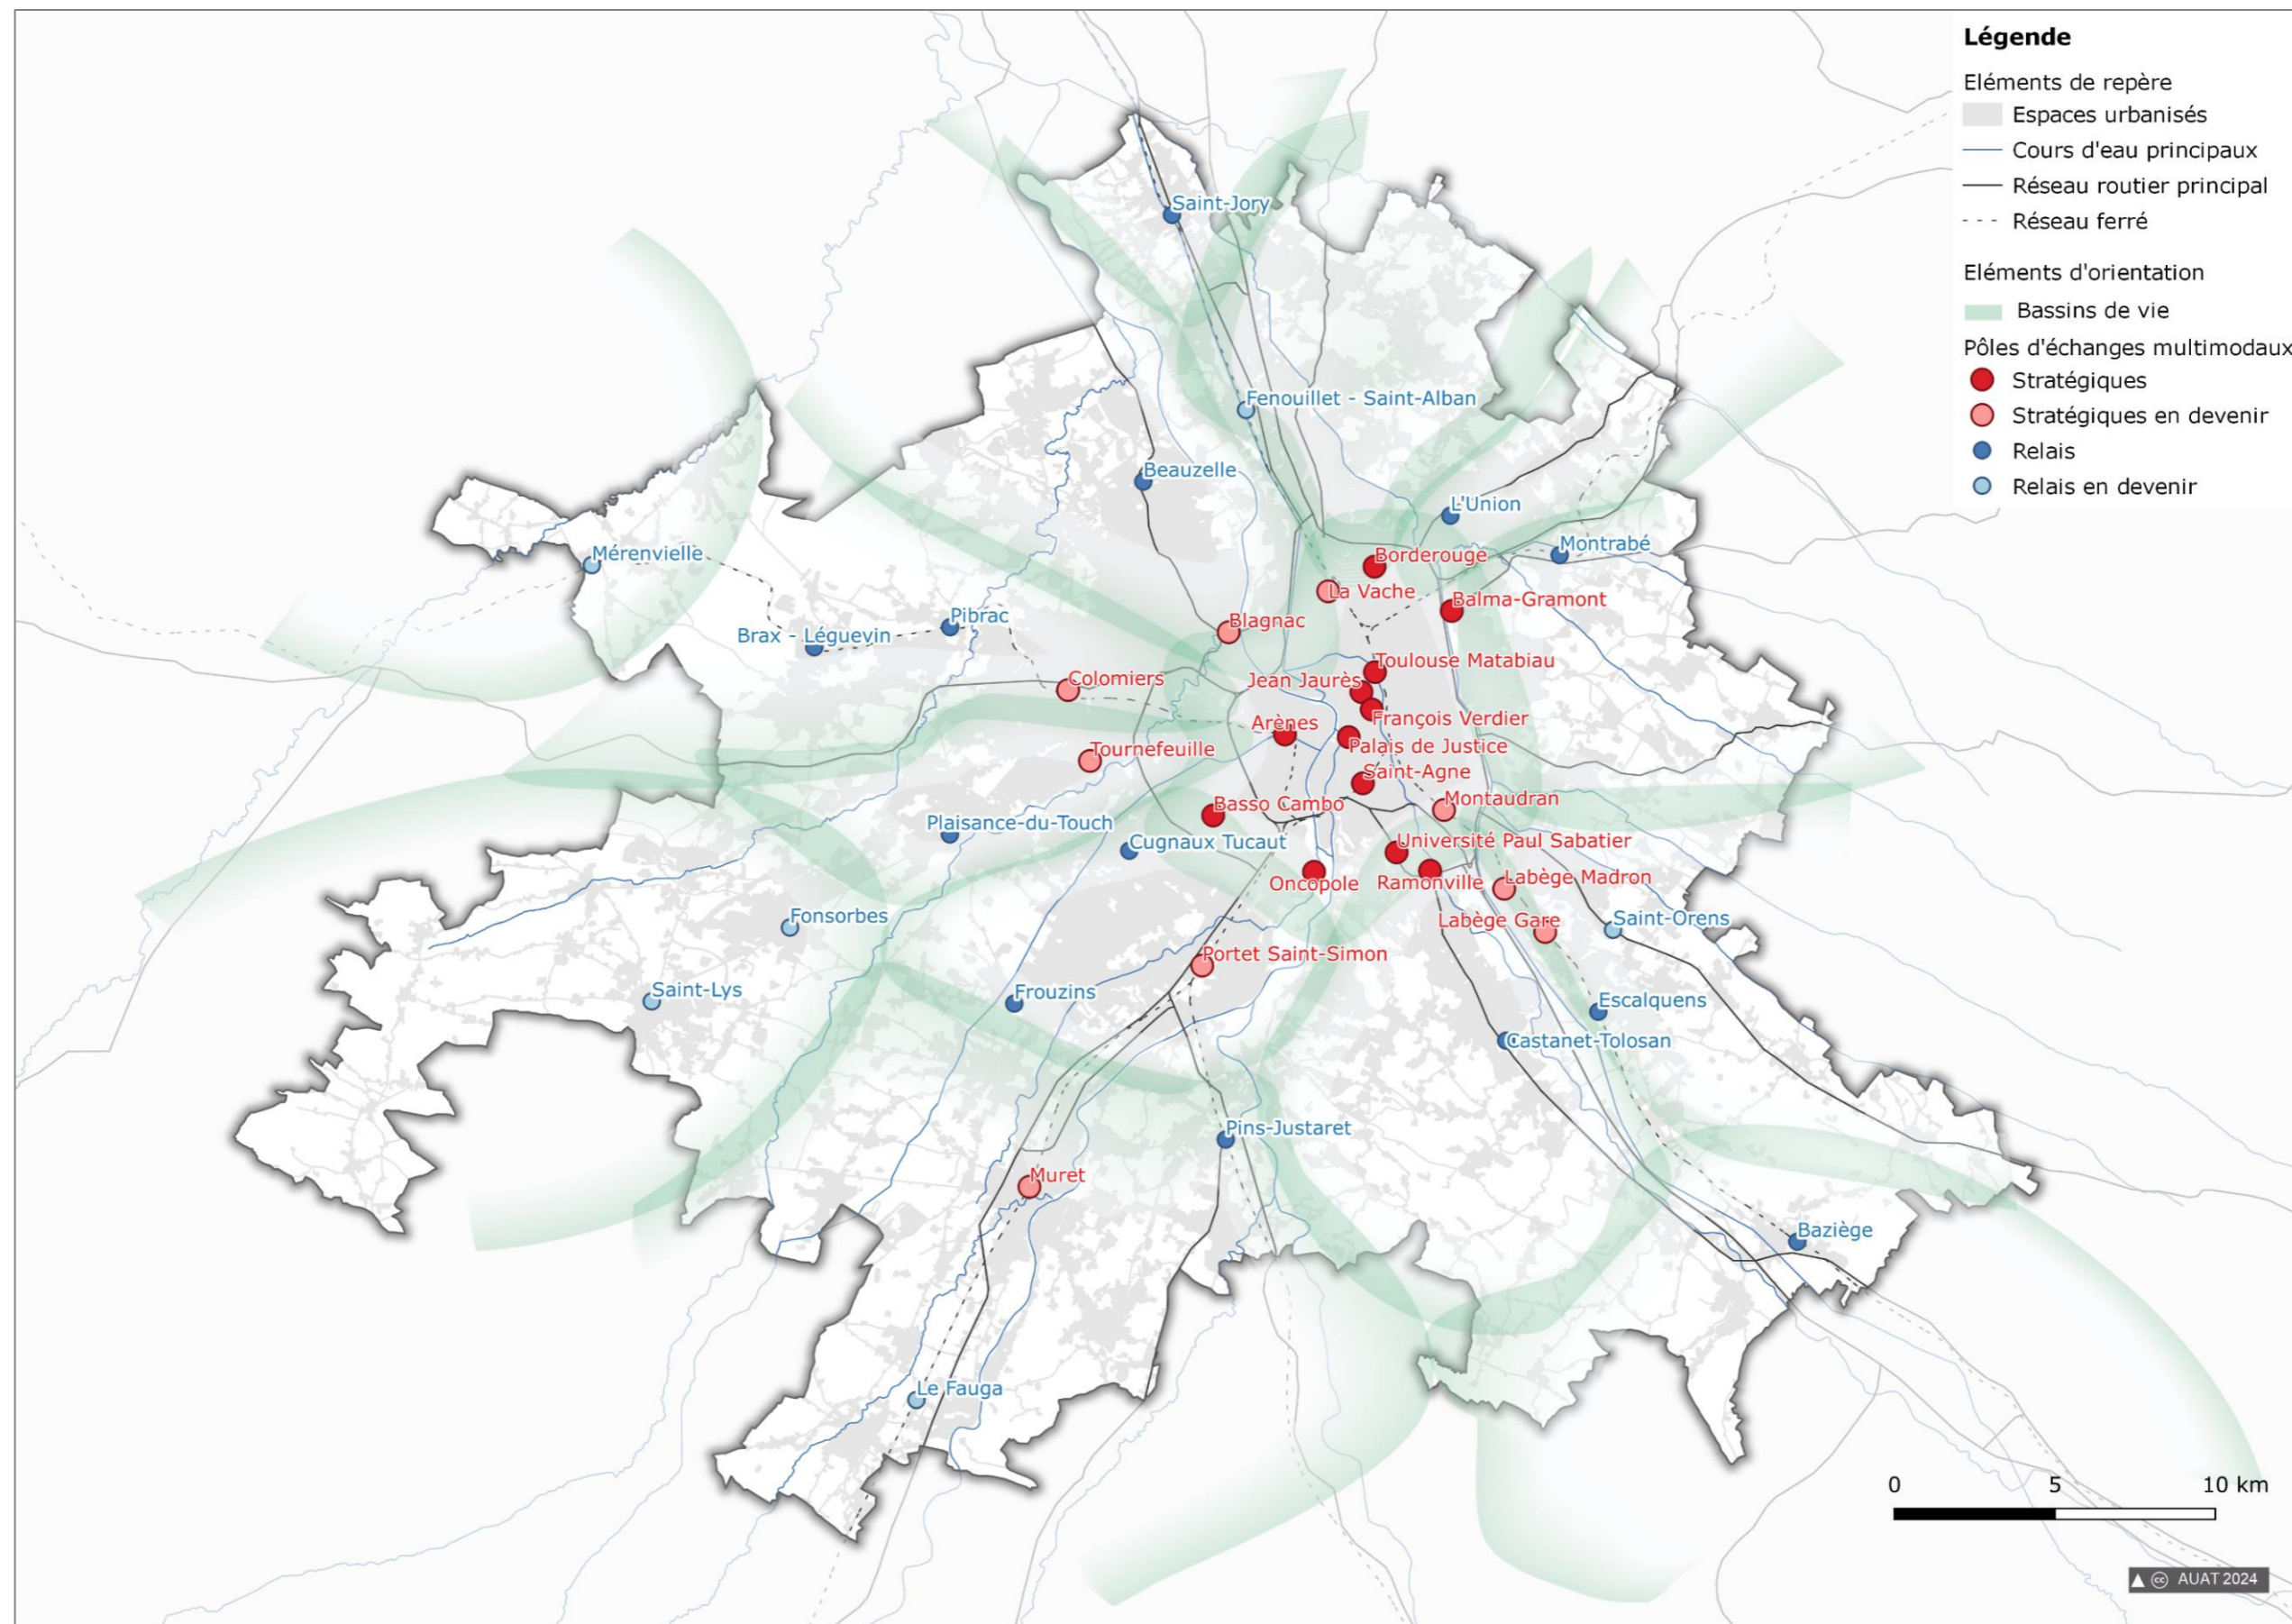 Légende
Eléments de repère
Espaces urbanisés
Cours d'eau principaux
Réseau routier principal
Réseau ferré
Eléments d'orientation
Bassins de vie
Pôles d'échanges multimodaux
Stratégiques
Stratégiques en devenir
Relais
Relais en devenir
Saint-Jory
Fenouillet - Saint-Alban
Beauzelle
L'Union
Montrabé
Mérenvielle
Borderouge
La Vache
Balma-Gramont
Pibrac
Blagnac
Brax - Léguevin
Toulouse Matabiau
Colomiers
Jean Jaurès
François Verdier
Arènes
Palais de Justice
Tournefeuille
Saint-Agne
Montaudran
Basso Cambo
Plaisance-du-Touch
Cugnaux Tucaut
Université Paul Sabatier
Oncopole
Ramonville
Labège Madron
Fonsorbes
Labège Gare
Saint-Orens
Portet Saint-Simon
Saint-Lys
Frouzins
Escalquens
Castanet-Tolosan
Pins-Justaret
Muret
Baziège
Le Fauga
0 5 10 km
cc AUAT 2024